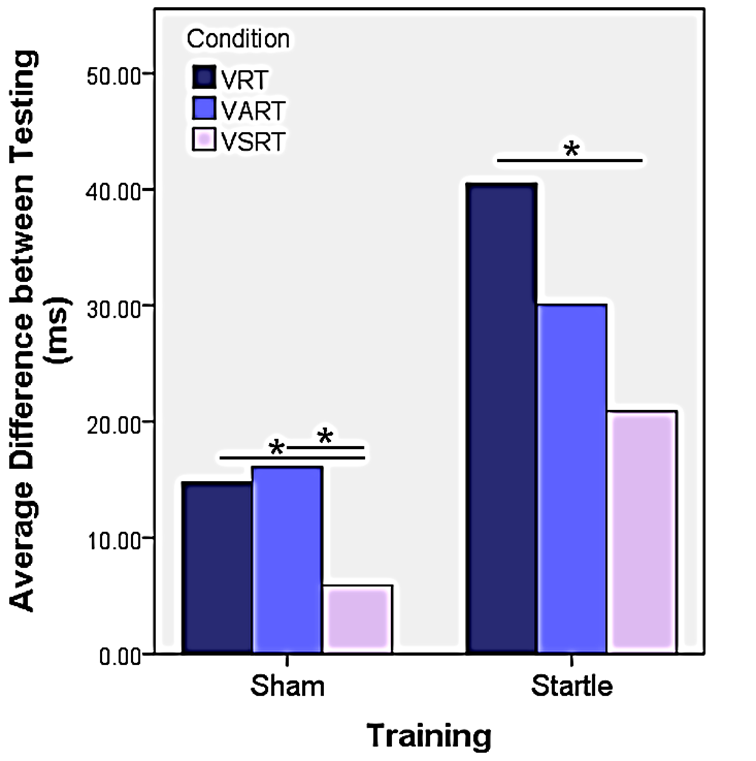 Condition
VRT
VART
VSRT
Average Difference between Testing
(ms)
50.00
40.00
30.00
20.00
10.00
0.00
*
* *
Sham Startle
Training